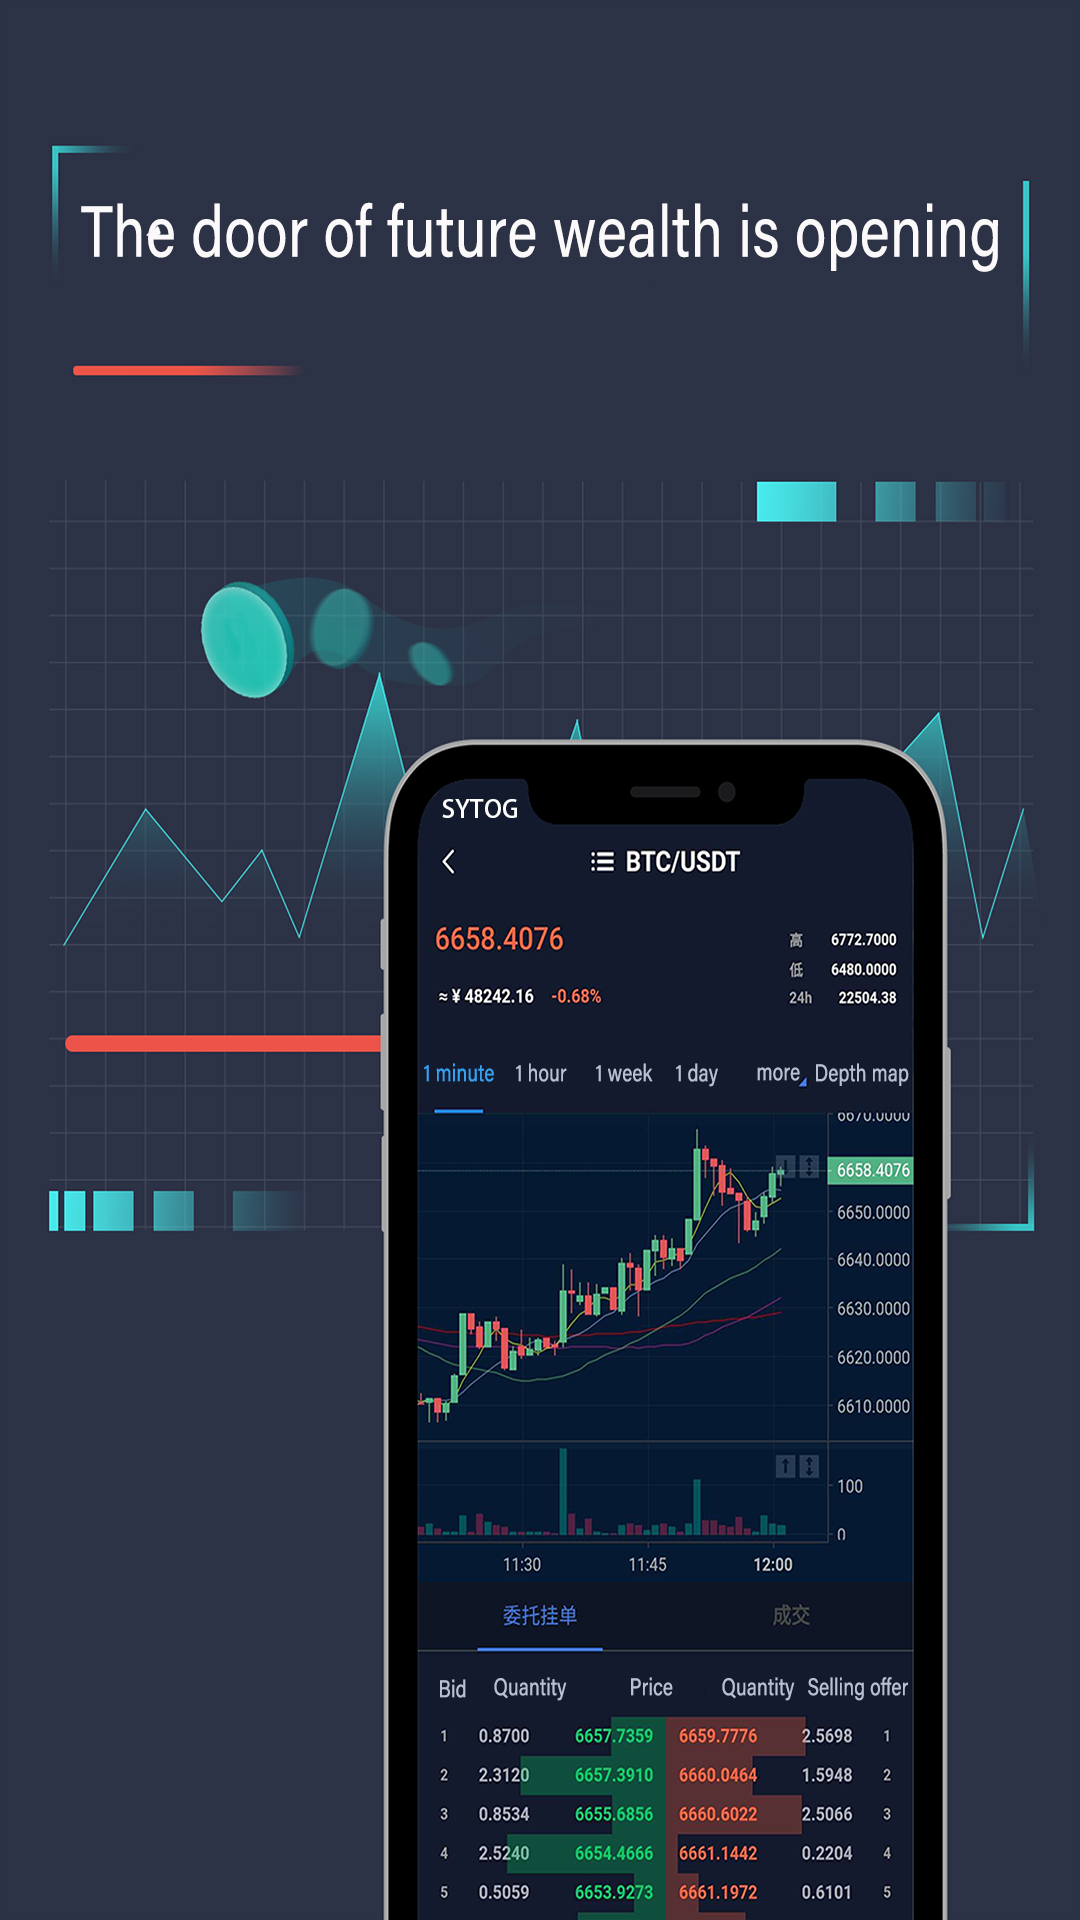 The door of future wealth is opening
SYTOG
BTC/USDT
6658.4076
高 6772.7000
低 6480.0000
≈ ¥ 48242.16 -0.68%
24h 22504.38
1 minute 1 hour 1 week 1 day more Depth map
6670.0000
6658.4076
6650.0000
6640.0000
6630.0000
6620.0000
6610.0000
100
0
11:30 11:45 12:00
委托挂单 成交
Bid Quantity Price Quantity Selling offer
1 0.8700 6657.7359 6659.7776 2.5698 1
2 2.3120 6657.3910 6660.0464 1.5948 2
3 0.8534 6655.6856 6660.6022 2.5066 3
4 2.5240 6654.4666 6661.1442 0.2204 4
5 0.5059 6653.9273 6661.1972 0.6101 5